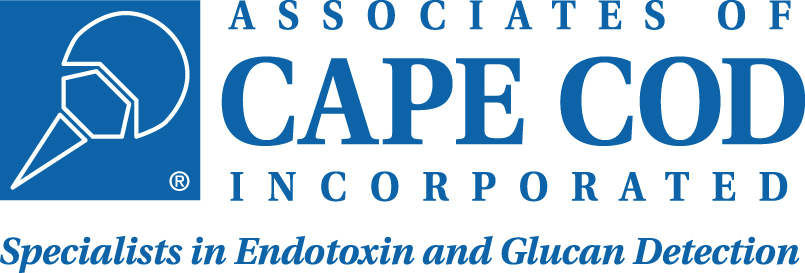 ASSOCIATES OF
CAPE COD
INCORPORATED
®
Specialists in Endotoxin and Glucan Detection